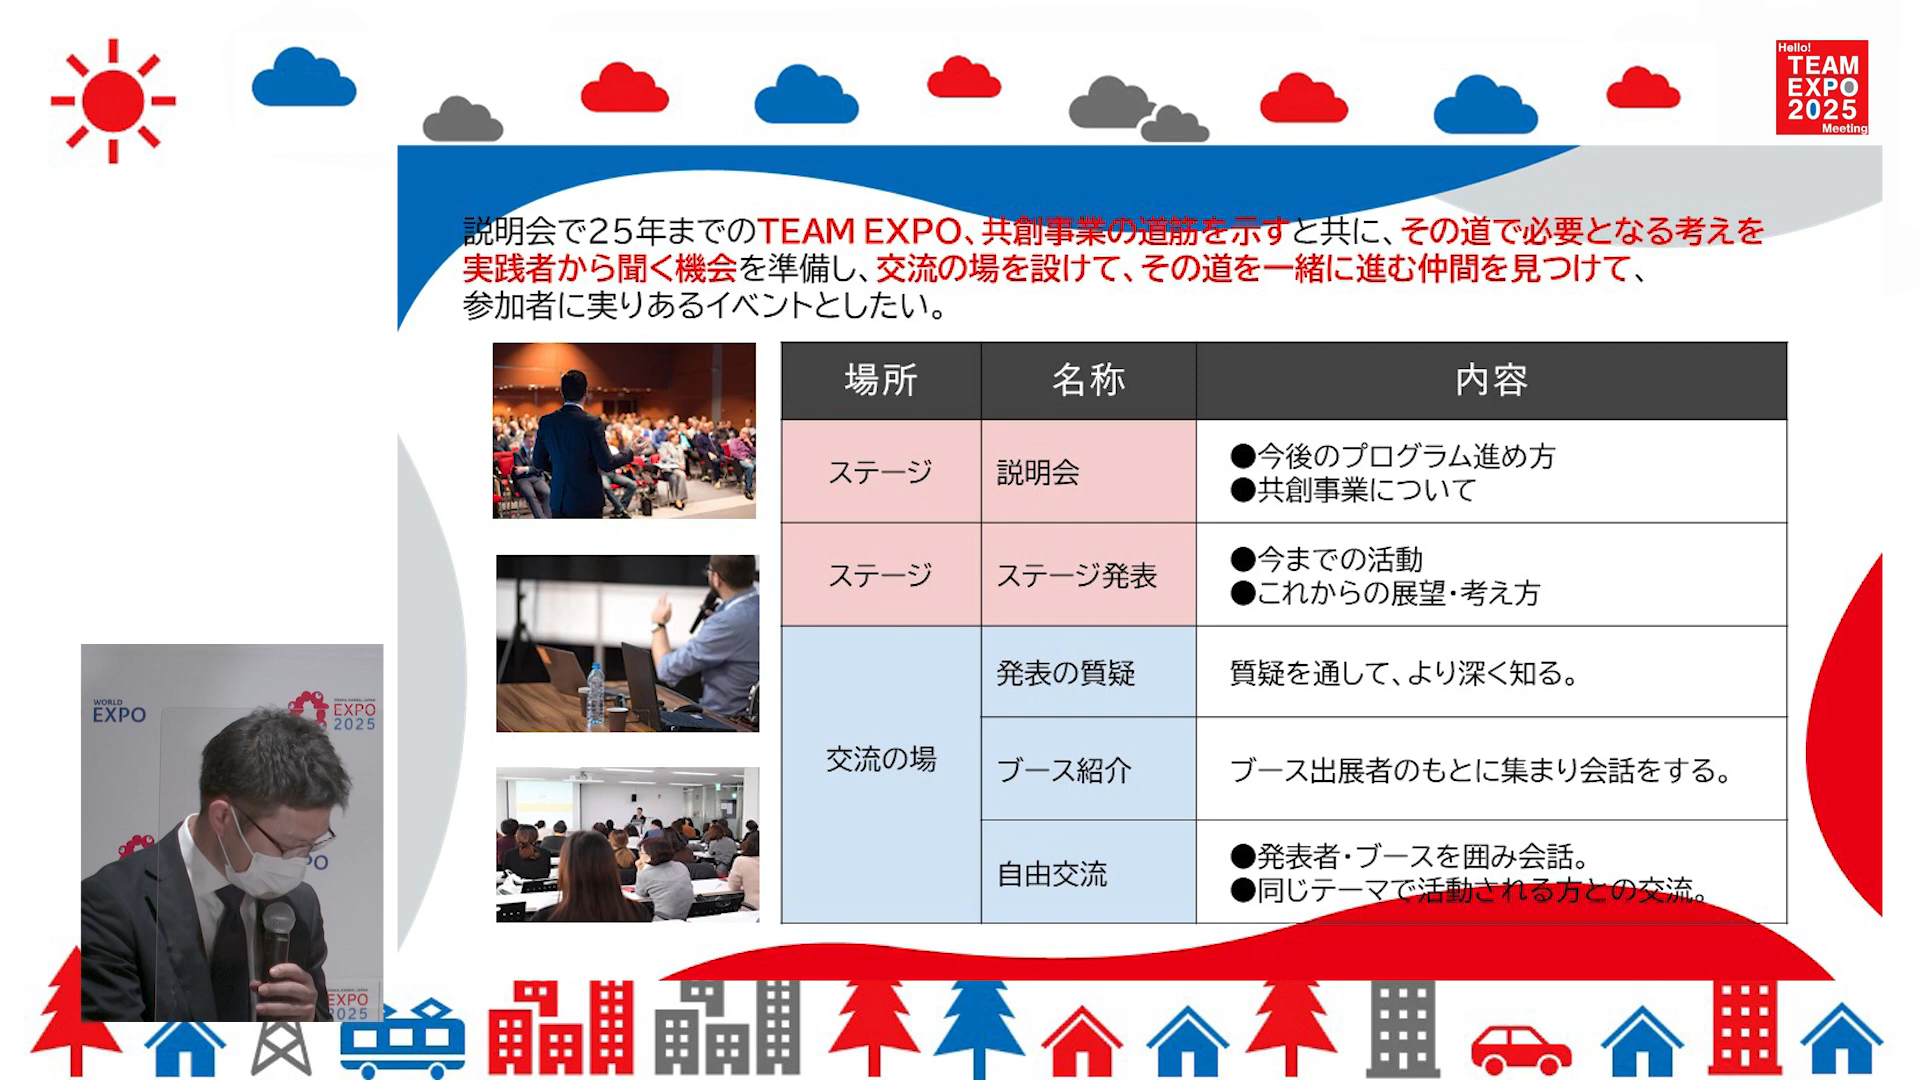 Hello!
TEAM
EXPO
2025
Meeting
説明会で25年までのTEAM EXPO、共創事業の道筋を示すと共に、その道で必要となる考えを
実践者から聞く機会を準備し、交流の場を設けて、その道を一緒に進む仲間を見つけて、
参加者に実りあるイベントとしたい。
場所 名称 内容
ステージ 説明会 ●今後のプログラム進め方
●共創事業について
ステージ ステージ発表 ●今までの活動
●これからの展望・考え方
交流の場
発表の質疑 質疑を通して、より深く知る。
ブース紹介 ブース出展者のもとに集まり会話をする。
自由交流 ●発表者・ブースを囲み会話。
●同じテーマで活動される方との交流。
WORLD
EXPO
EXPO
2025
PO
EXPO
2025